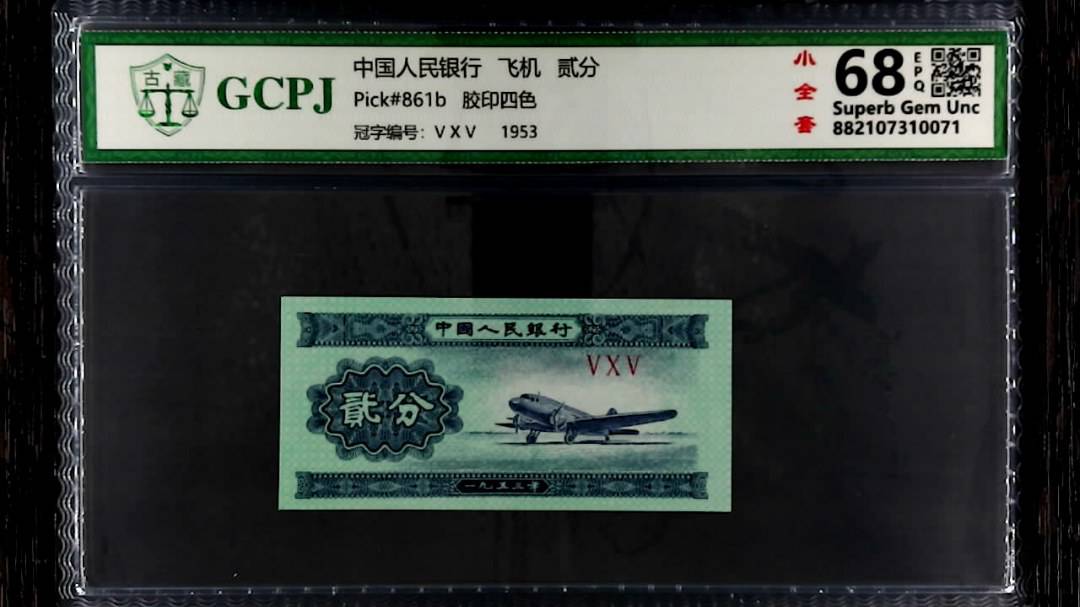 古藏
GCPJ
中国人民银行 飞机 贰分
Pick#861b 胶印四色
冠字编号: V X V 1953
小全套
68 EPQ
Superb Gem Unc
882107310071
中國人民銀行
V X V
貳分
一九五三年